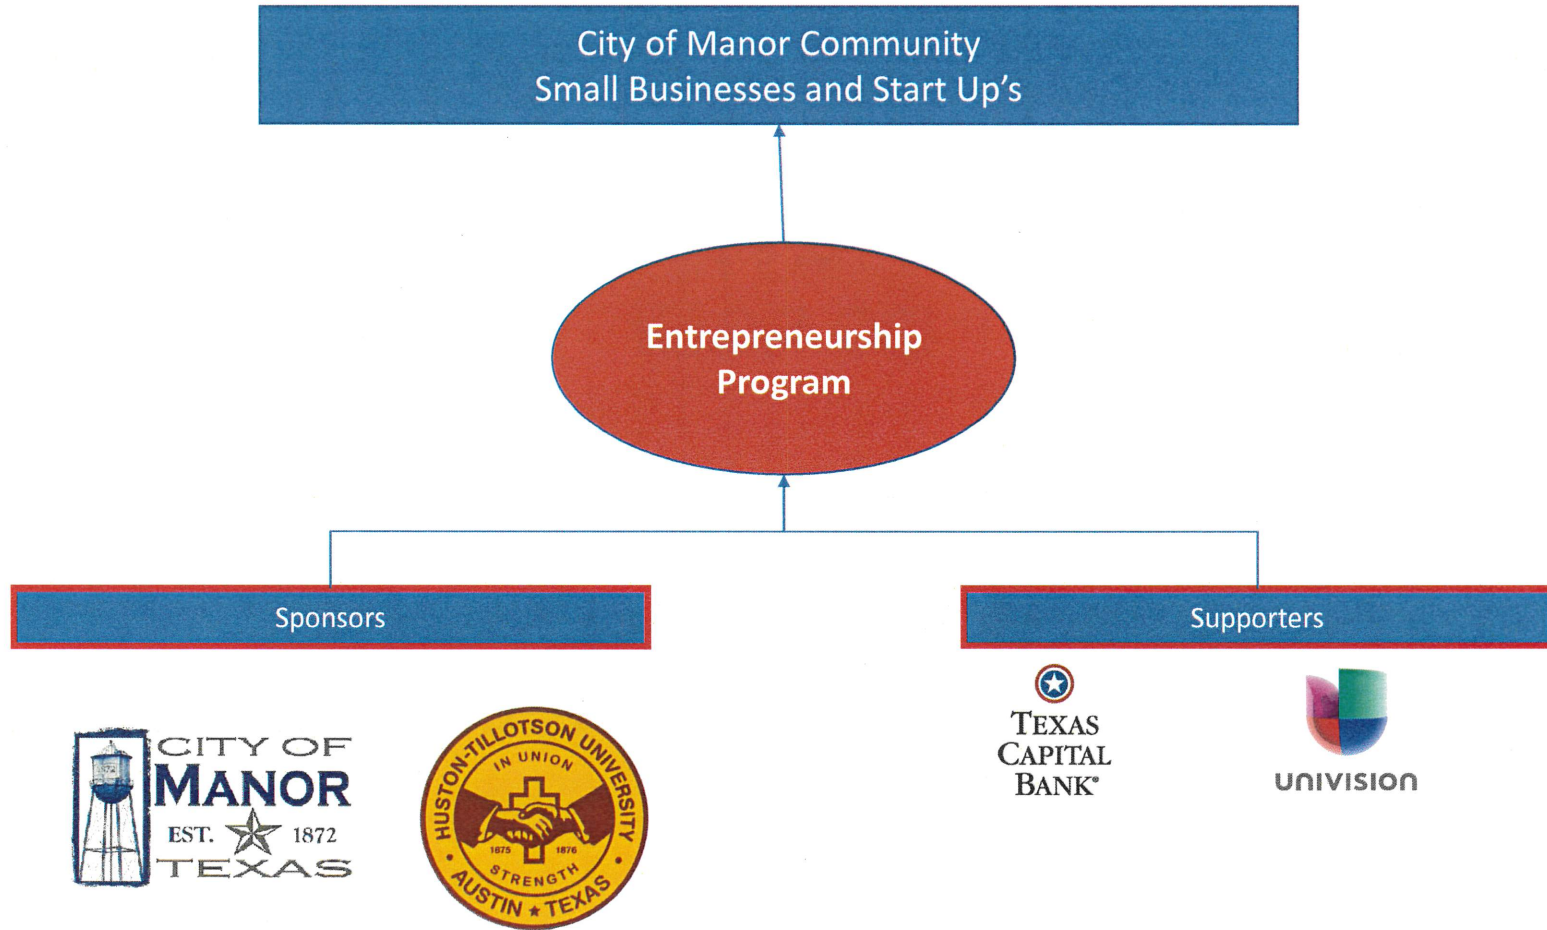 City of Manor Community
Small Businesses and Start Up's
Entrepreneurship
Program
Sponsors
Supporters
CITY OF
MANOR
EST. 1872
TEXAS
HUSTON-TILLOTSON UNIVERSITY
IN UNION
1875 1876
STRENGTH
AUSTIN ★ TEXAS
TEXAS
CAPITAL
BANK®
UNIVISION